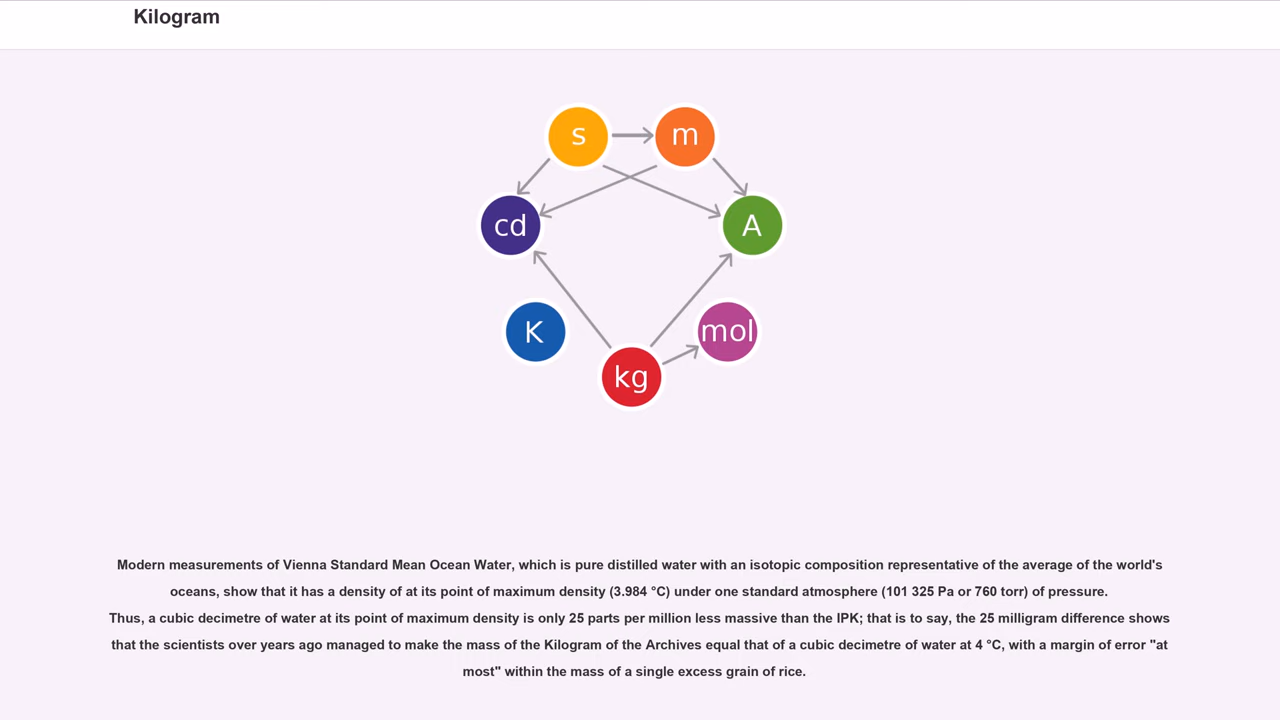 Kilogram
s
m
cd
A
K
mol
kg
Modern measurements of Vienna Standard Mean Ocean Water, which is pure distilled water with an isotopic composition representative of the average of the world's
oceans, show that it has a density of at its point of maximum density (3.984 °C) under one standard atmosphere (101 325 Pa or 760 torr) of pressure.
Thus, a cubic decimetre of water at its point of maximum density is only 25 parts per million less massive than the IPK; that is to say, the 25 milligram difference shows
that the scientists over years ago managed to make the mass of the Kilogram of the Archives equal that of a cubic decimetre of water at 4 °C, with a margin of error "at
most" within the mass of a single excess grain of rice.